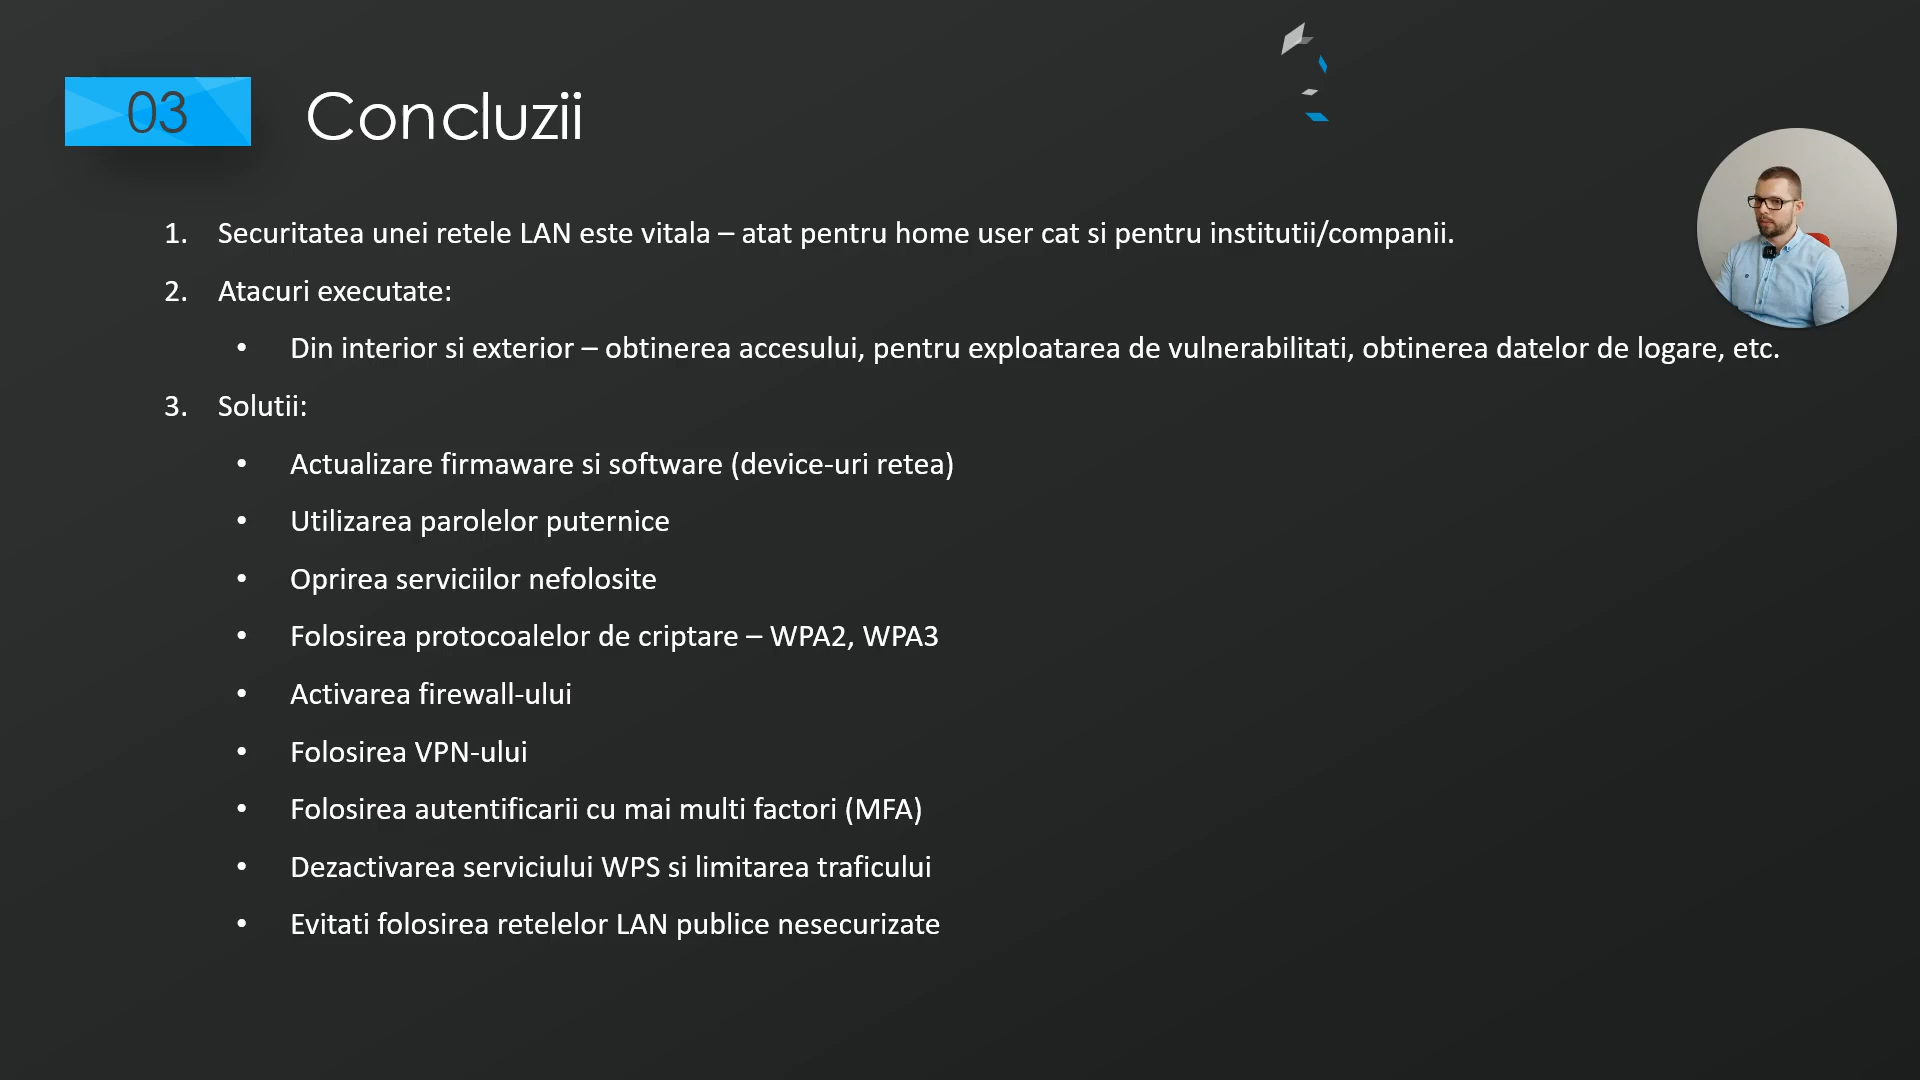 03
Concluzii
1. Securitatea unei retele LAN este vitala – atat pentru home user cat si pentru institutii/companii.
2. Atacuri executate:
• Din interior si exterior – obtinerea accesului, pentru exploatarea de vulnerabilitati, obtinerea datelor de logare, etc.
3. Solutii:
• Actualizare firmaware si software (device-uri retea)
• Utilizarea parolelor puternice
• Oprirea serviciilor nefolosite
• Folosirea protocoalelor de criptare – WPA2, WPA3
• Activarea firewall-ului
• Folosirea VPN-ului
• Folosirea autentificarii cu mai multi factori (MFA)
• Dezactivarea serviciului WPS si limitarea traficului
• Evitati folosirea retelelor LAN publice nesecurizate